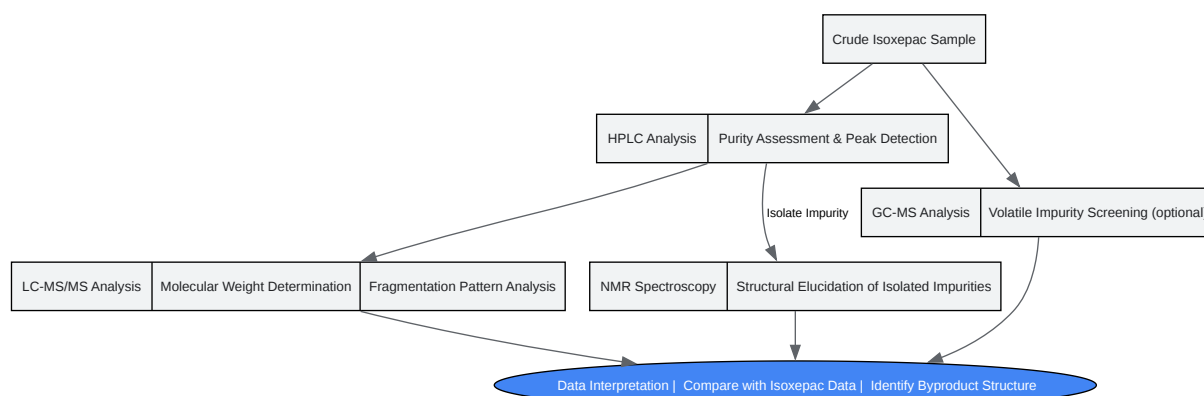 Crude Isoxepac Sample
HPLC Analysis
Purity Assessment & Peak Detection
Isolate Impurity
GC-MS Analysis
Volatile Impurity Screening (optional)
LC-MS/MS Analysis
Molecular Weight Determination
Fragmentation Pattern Analysis
NMR Spectroscopy
Structural Elucidation of Isolated Impurities
Data Interpretation | Compare with Isoxepac Data | Identify Byproduct Structure